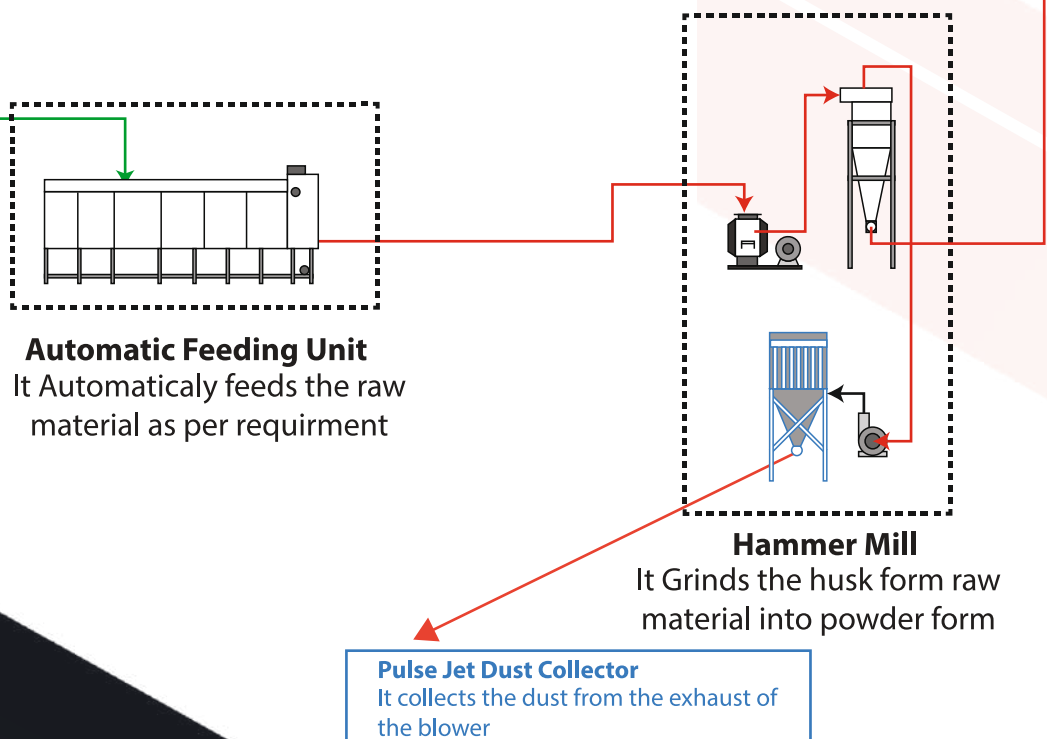 Automatic Feeding Unit
It Automaticaly feeds the raw
material as per requirment
Hammer Mill
It Grinds the husk form raw
material into powder form
Pulse Jet Dust Collector
It collects the dust from the exhaust of
the blower